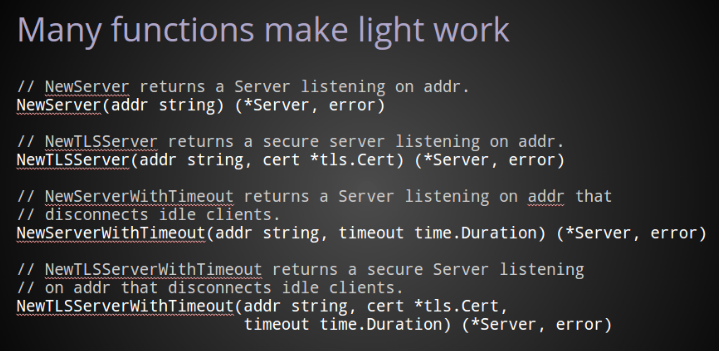 Many functions make light work
// NewServer returns a Server listening on addr.
NewServer(addr string) (*Server, error)
// NewTLSServer returns a secure server listening on addr.
NewTLSServer(addr string, cert *tls.Cert) (*Server, error)
// NewServerWithTimeout returns a Server listening on addr that
// disconnects idle clients.
NewServerWithTimeout(addr string, timeout time.Duration) (*Server, error)
// NewTLSServerWithTimeout returns a secure Server listening
// on addr that disconnects idle clients.
NewTLSServerWithTimeout(addr string, cert *tls.Cert,
timeout time.Duration) (*Server, error)